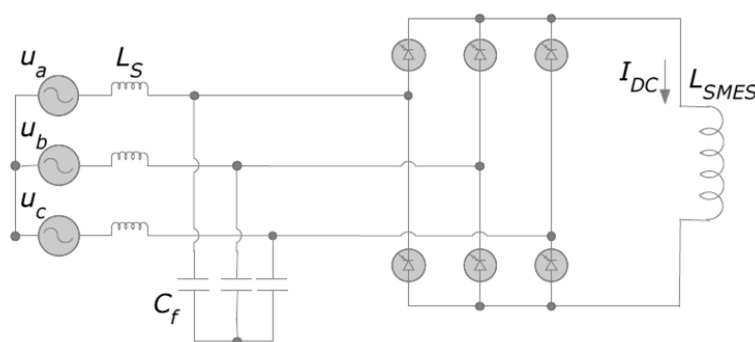 u_a
L_S
u_b
u_c
C_f
I_DC
L_SMES